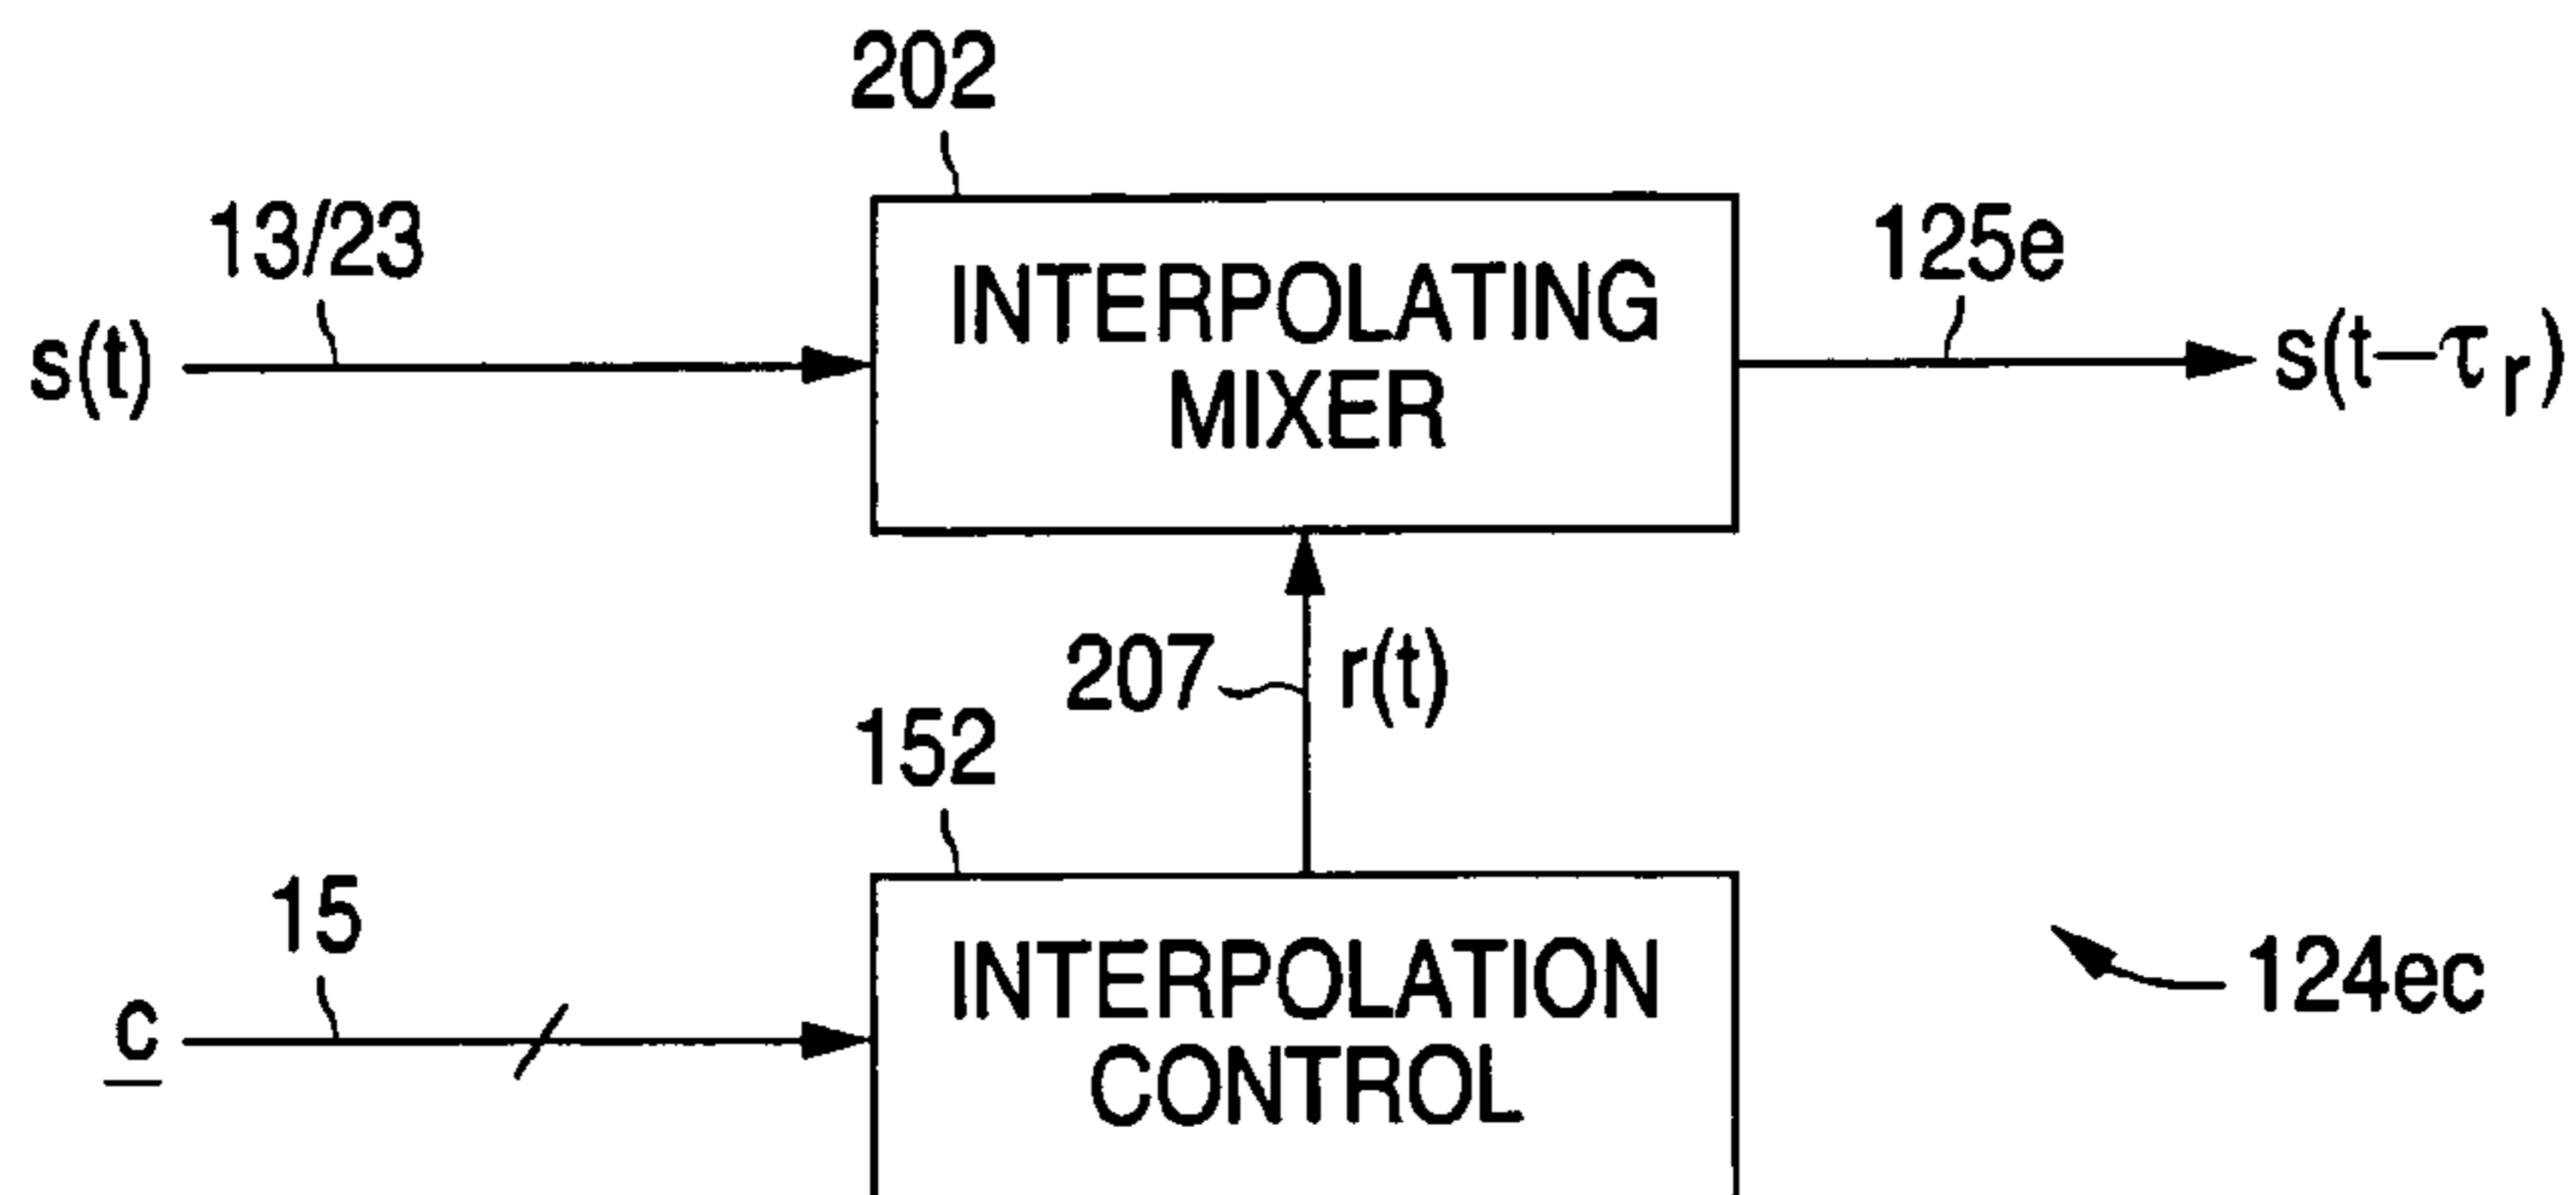 202
13/23
s(t)
INTERPOLATING
MIXER
125e
s(t−τr)
207
r(t)
152
15
c
INTERPOLATION
CONTROL
124ec